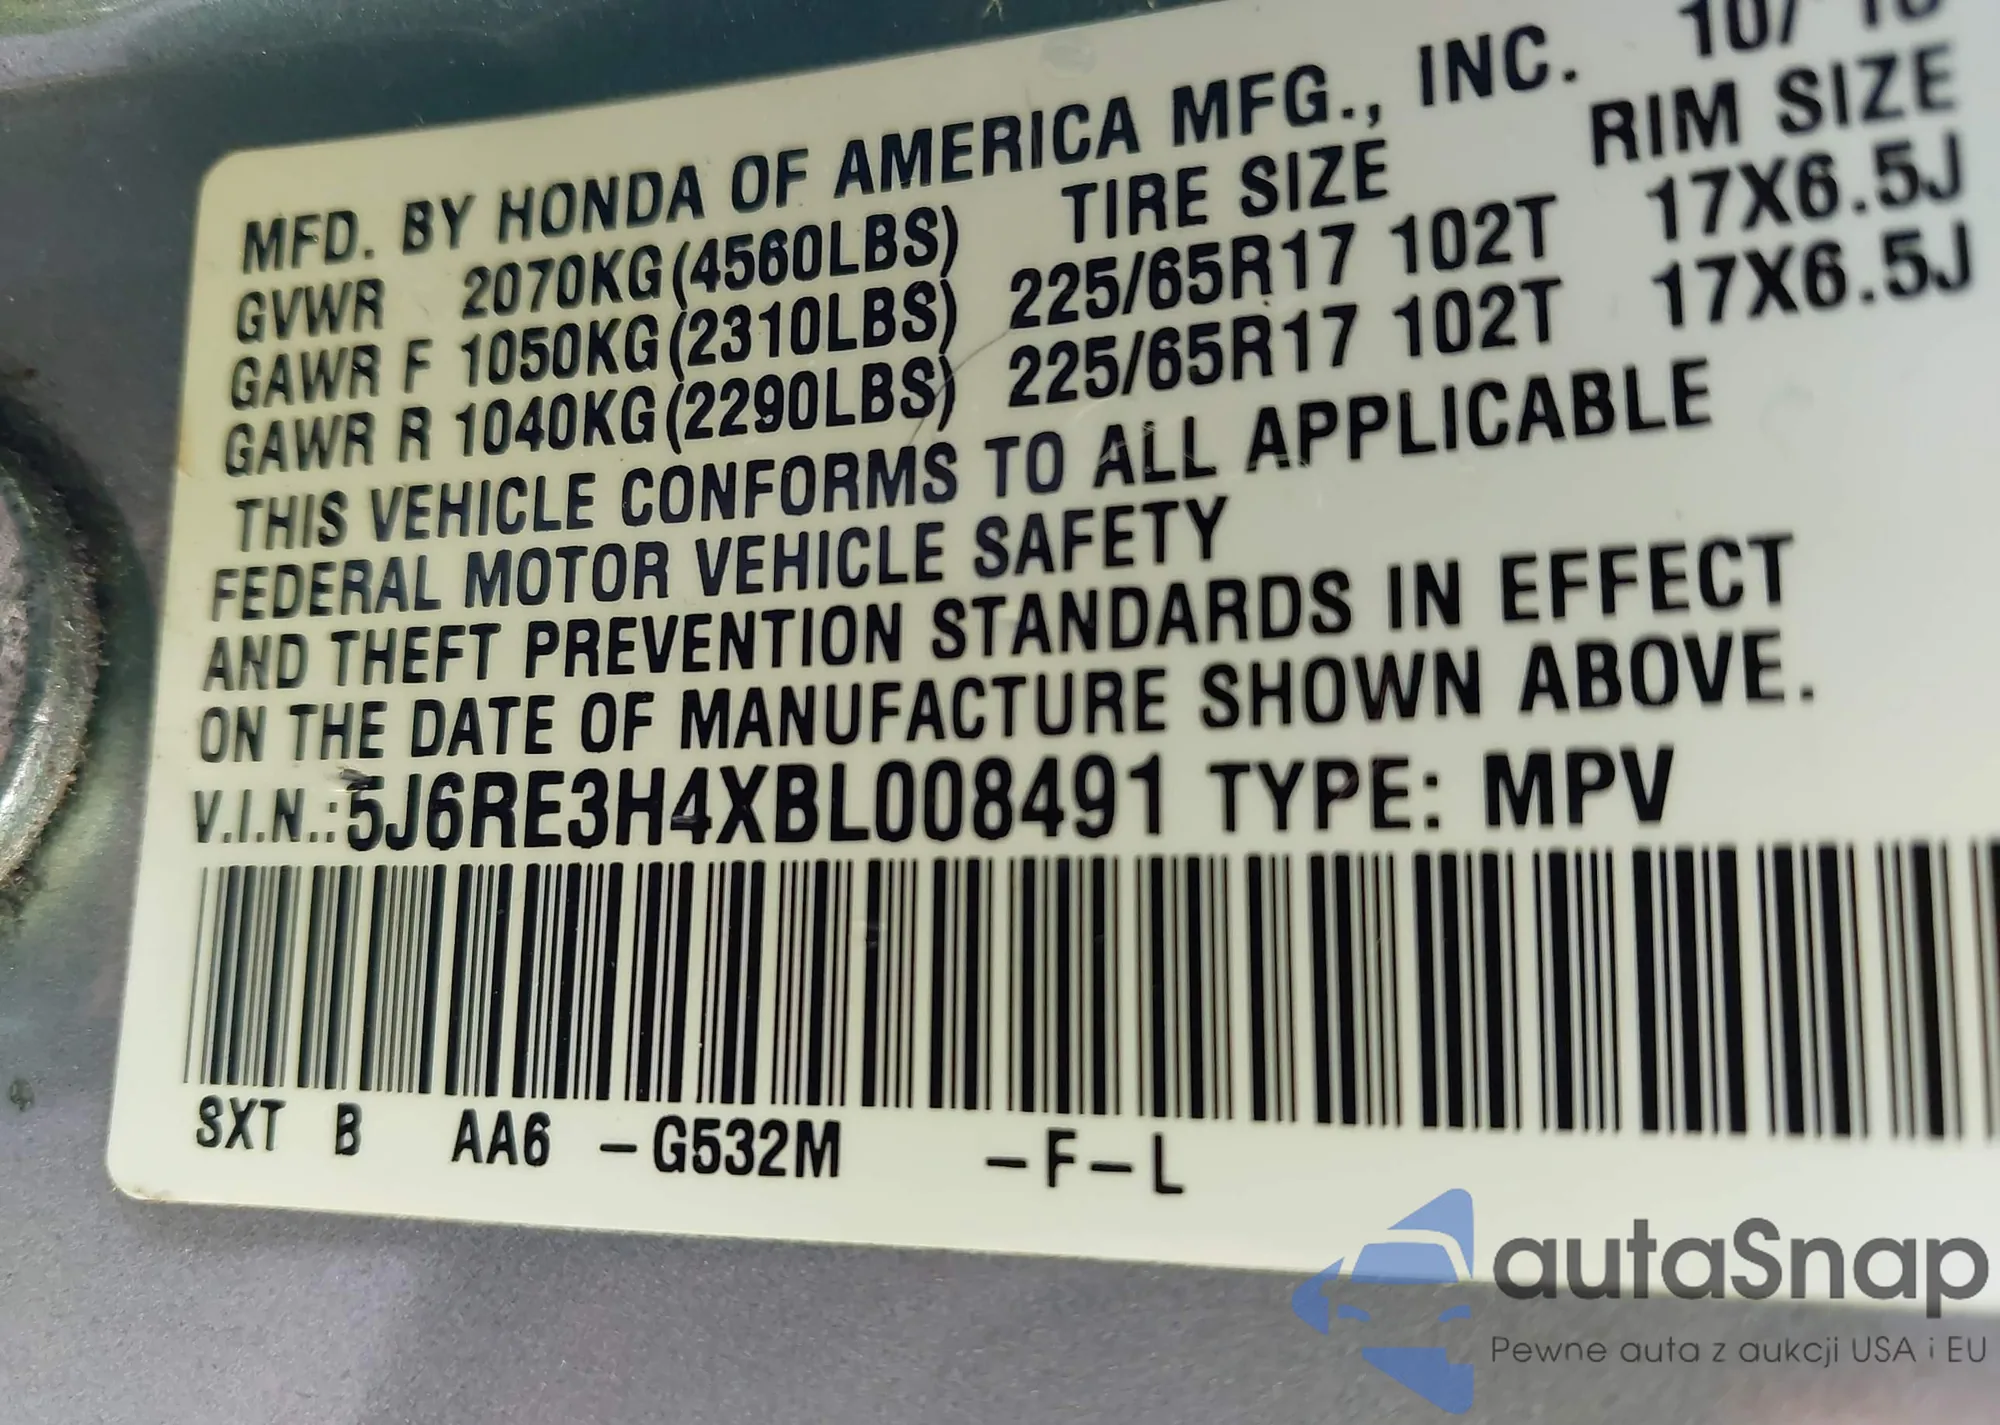 MFD. BY HONDA OF AMERICA MFG., INC. 10/10
GVWR 2070KG(4560LBS) TIRE SIZE RIM SIZE
GAWR F 1050KG(2310LBS) 225/65R17 102T 17X6.5J
GAWR R 1040KG(2290LBS) 225/65R17 102T 17X6.5J
THIS VEHICLE CONFORMS TO ALL APPLICABLE
FEDERAL MOTOR VEHICLE SAFETY
AND THEFT PREVENTION STANDARDS IN EFFECT
ON THE DATE OF MANUFACTURE SHOWN ABOVE.
V.I.N.:5J6RE3H4XBL008491 TYPE: MPV
SXT B AA6 -G532M -F-L
autaSnap
Pewne auta z aukcji USA i EU